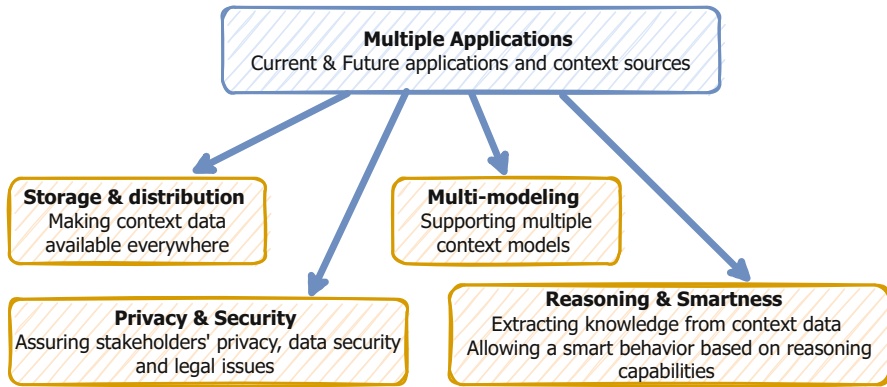 Multiple Applications
Current & Future applications and context sources
Storage & distribution
Making context data
available everywhere
Multi-modeling
Supporting multiple
context models
Privacy & Security
Assuring stakeholders' privacy, data security
and legal issues
Reasoning & Smartness
Extracting knowledge from context data
Allowing a smart behavior based on reasoning
capabilities